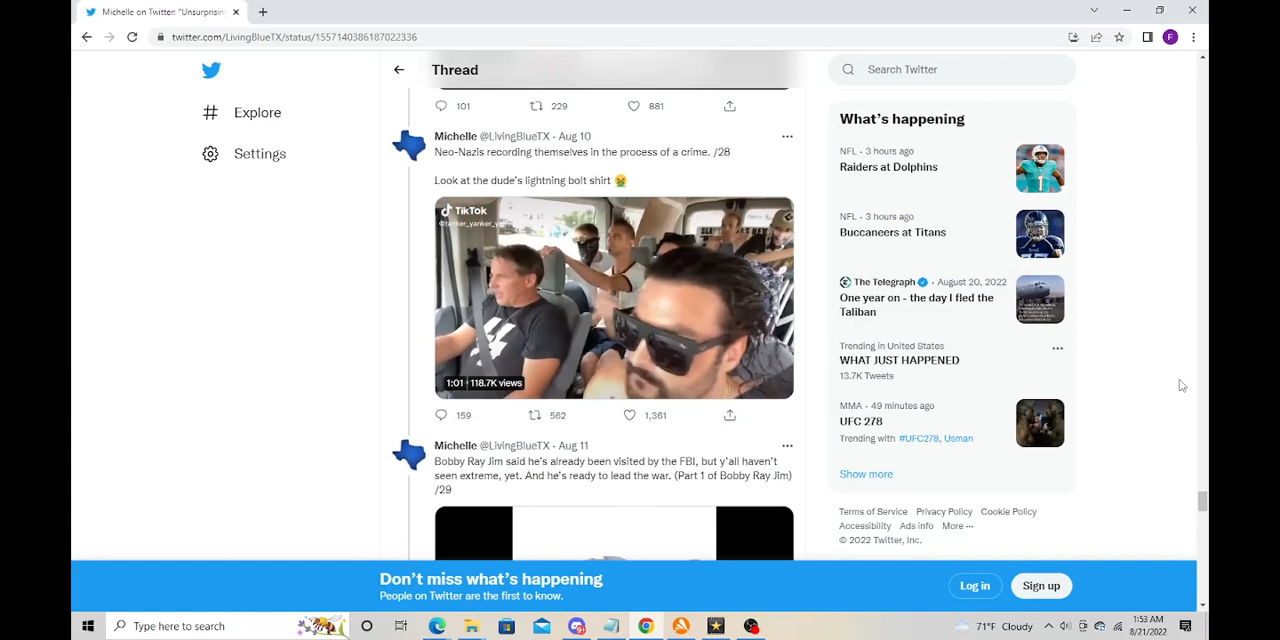 Michelle on Twitter: "Unsurprisin
twitter.com/LivingBlueTX/status/1557140386187022336
F
Explore
Settings
Thread
101 229 881
Michelle @LivingBlueTX · Aug 10
Neo-Nazis recording themselves in the process of a crime. /28
Look at the dude's lightning bolt shirt 🤮
TikTok
1:01 · 118.7K views
159 562 1,361
Michelle @LivingBlueTX · Aug 11
Bobby Ray Jim said he's already been visited by the FBI, but y'all haven't
seen extreme, yet. And he's ready to lead the war. (Part 1 of Bobby Ray Jim)
/29
Search Twitter
What's happening
NFL · 3 hours ago
Raiders at Dolphins
NFL · 3 hours ago
Buccaneers at Titans
The Telegraph · August 20, 2022
One year on - the day I fled the
Taliban
Trending in United States
WHAT JUST HAPPENED
13.7K Tweets
MMA · 49 minutes ago
UFC 278
Trending with #UFC278, Usman
Show more
Terms of Service Privacy Policy Cookie Policy
Accessibility Ads info More ···
© 2022 Twitter, Inc.
Don't miss what's happening
People on Twitter are the first to know.
Log in
Sign up
Type here to search
71°F Cloudy
1:53 AM
8/21/2022